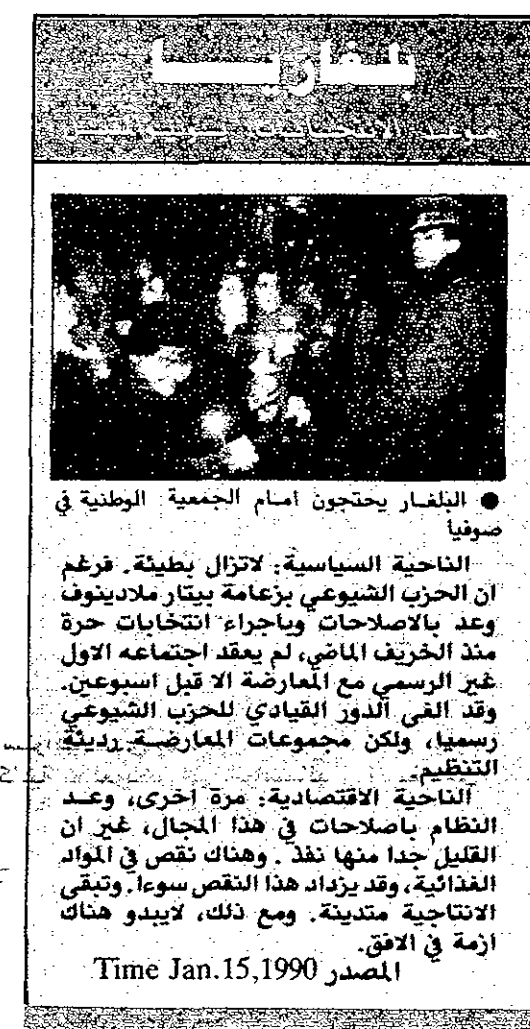 بلغاريا
موعد الانتخابات
● البلغار يحتجون امام الجمعية الوطنية في
صوفيا
الناحية السياسية: لاتزال بطيئة. فرغم
ان الحزب الشيوعي بزعامة بيتار ملادينوف
وعد بالاصلاحات وباجراء انتخابات حرة
منذ الخريف الماضي، لم يعقد اجتماعه الاول
غير الرسمي مع المعارضة الا قبل اسبوعين.
وقد الغى الدور القيادي للحزب الشيوعي
رسميا، ولكن مجموعات المعارضة رديئة
التنظيم.
الناحية الاقتصادية: مرة اخرى، وعد
النظام باصلاحات في هذا المجال، غير ان
القليل جدا منها نفذ. وهناك نقص في المواد
الغذائية، وقد يزداد هذا النقص سوءا. وتبقى
الانتاجية متدينة. ومع ذلك، لايبدو هناك
ازمة في الافق.
المصدر Time Jan.15,1990